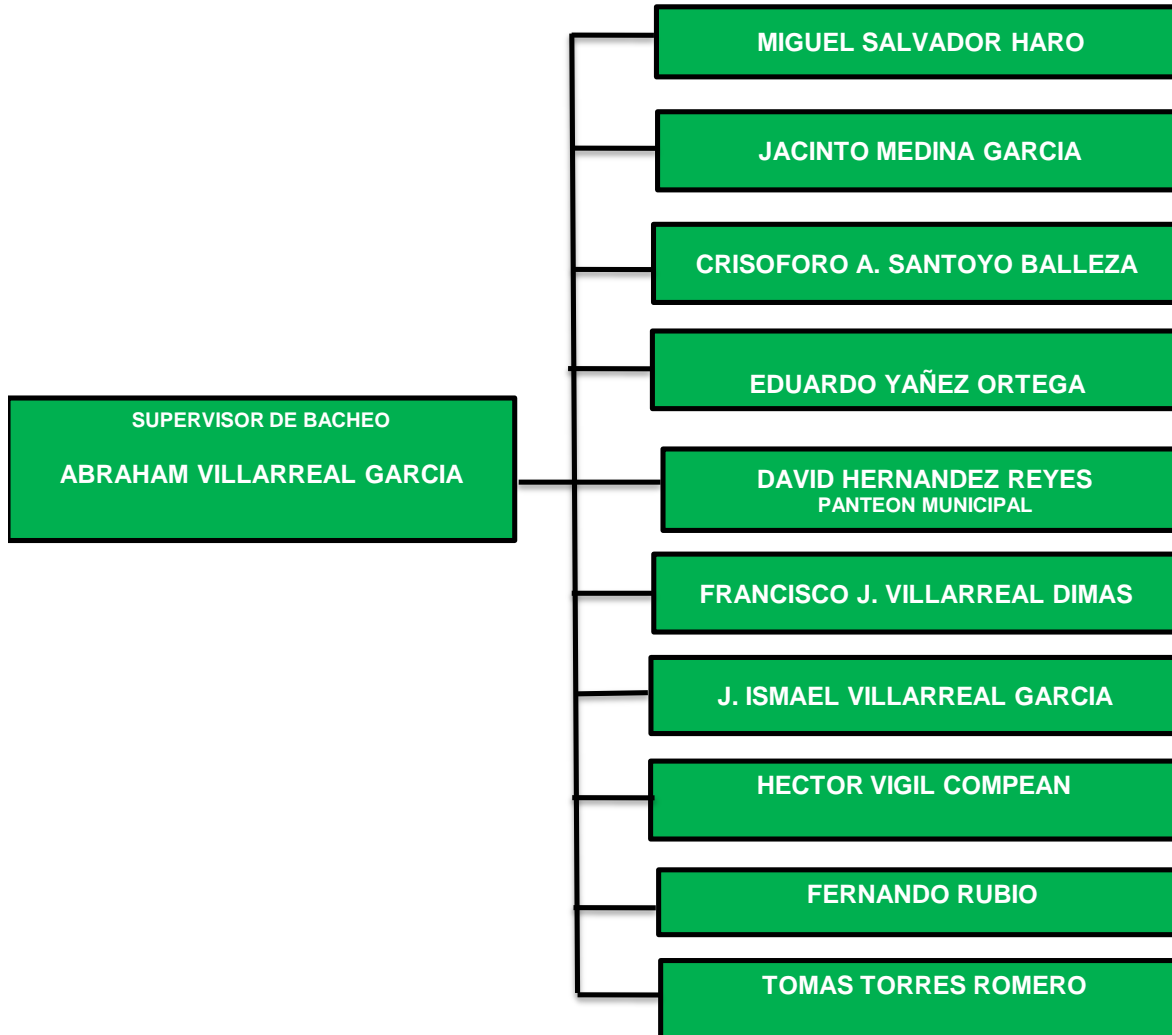 MIGUEL SALVADOR HARO
JACINTO MEDINA GARCIA
CRISOFORO A. SANTOYO BALLEZA
EDUARDO YAÑEZ ORTEGA
SUPERVISOR DE BACHEO
ABRAHAM VILLARREAL GARCIA
DAVID HERNANDEZ REYES
PANTEON MUNICIPAL
FRANCISCO J. VILLARREAL DIMAS
J. ISMAEL VILLARREAL GARCIA
HECTOR VIGIL COMPEAN
FERNANDO RUBIO
TOMAS TORRES ROMERO